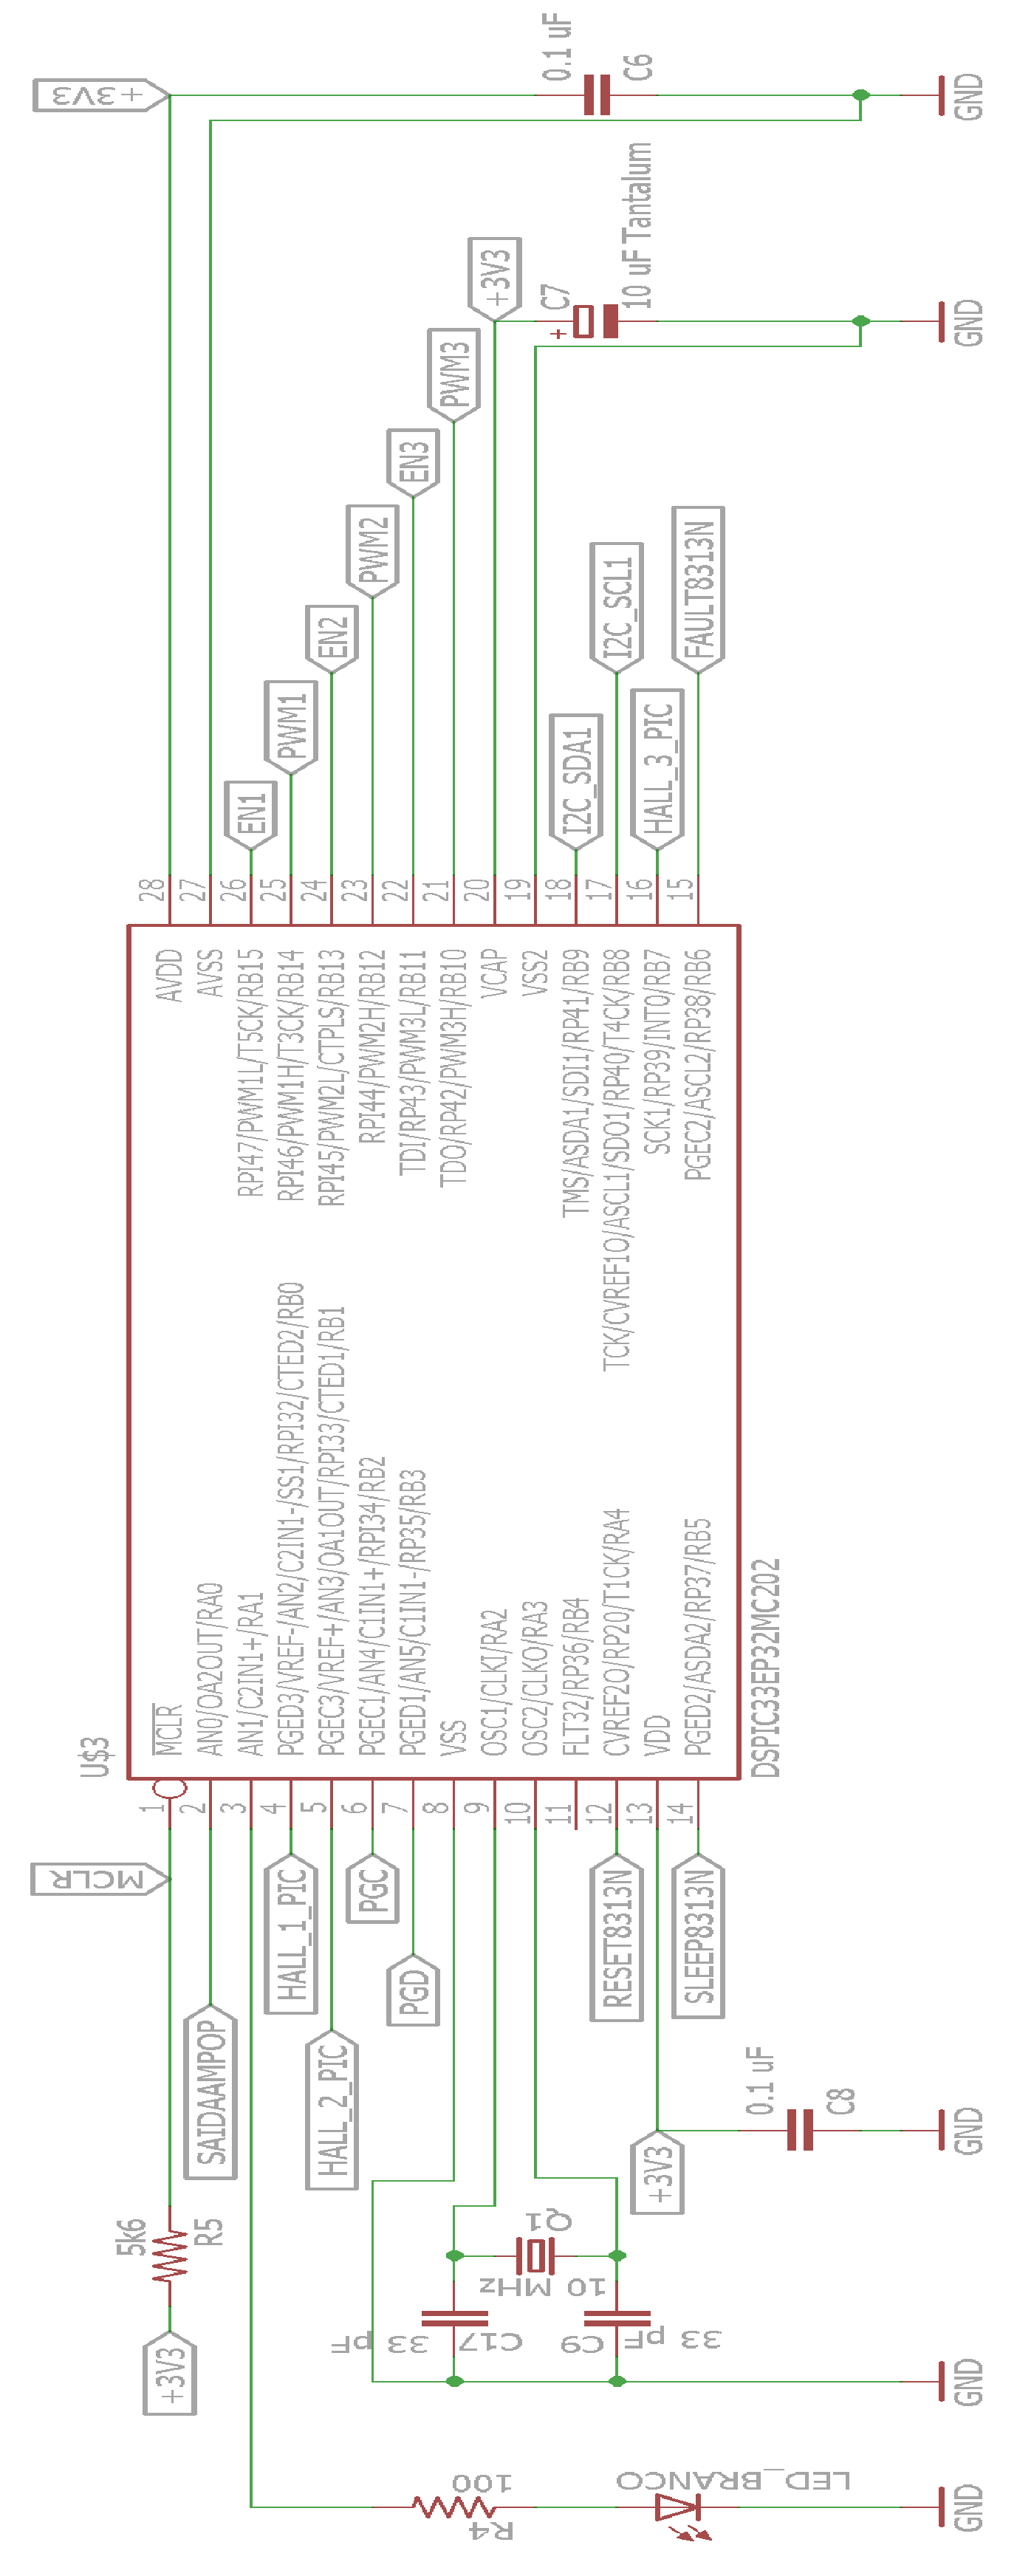 +3V3
0.1 uF
C6
GND
+3V3
C7
10 uF Tantalum
+
GND
PWM3
EN3
PWM2
EN2
PWM1
EN1
I2C_SDA1
I2C_SCL1
HALL_3_PIC
FAULT8313N
28
27
26
25
24
23
22
21
20
19
18
17
16
15
AVDD
AVSS
RPI47/PWM1L/T5CK/RB15
RPI46/PWM1H/T3CK/RB14
RPI45/PWM2L/CTPLS/RB13
RPI44/PWM2H/RB12
TDI/RP43/PWM3L/RB11
TDO/RP42/PWM3H/RB10
VCAP
VSS2
TMS/ASDA1/SDI1/RP41/RB9
TCK/CVREF1O/ASCL1/SDO1/RP40/T4CK/RB8
SCK1/RP39/INT0/RB7
PGEC2/ASCL2/RP38/RB6
U$3
MCLR
AN0/OA2OUT/RA0
AN1/C2IN1+/RA1
PGED3/VREF-/AN2/C2IN1-/SS1/RPI32/CTED2/RB0
PGEC3/VREF+/AN3/OA1OUT/RPI33/CTED1/RB1
PGEC1/AN4/C1IN1+/RPI34/RB2
PGED1/AN5/C1IN1-/RP35/RB3
VSS
OSC1/CLKI/RA2
OSC2/CLKO/RA3
FLT32/RP36/RB4
CVREF2O/RP20/T1CK/RA4
VDD
PGED2/ASDA2/RP37/RB5
DSPIC33EP32MC202
1
2
3
4
5
6
7
8
9
10
11
12
13
14
MCLR
SAIDAAMPOP
HALL_1_PIC
HALL_2_PIC
PGC
PGD
RESET8313N
SLEEP8313N
+3V3
0.1 uF
C8
GND
5k6
R5
+3V3
Q1
10 MHz
33 pF
C17
C9
33 pF
GND
100
R4
LED_BRANCO
GND